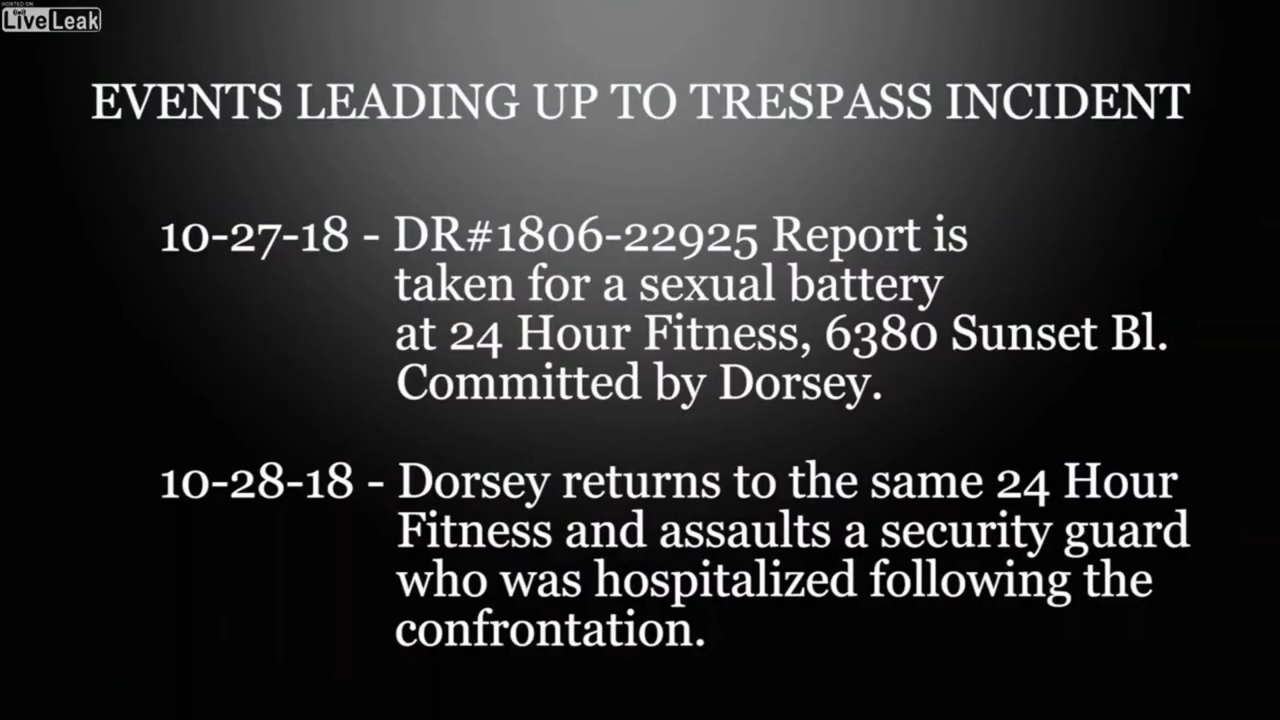 HOSTED ON
LiveLeak
EVENTS LEADING UP TO TRESPASS INCIDENT
10-27-18 - DR#1806-22925 Report is
taken for a sexual battery
at 24 Hour Fitness, 6380 Sunset Bl.
Committed by Dorsey.
10-28-18 - Dorsey returns to the same 24 Hour
Fitness and assaults a security guard
who was hospitalized following the
confrontation.